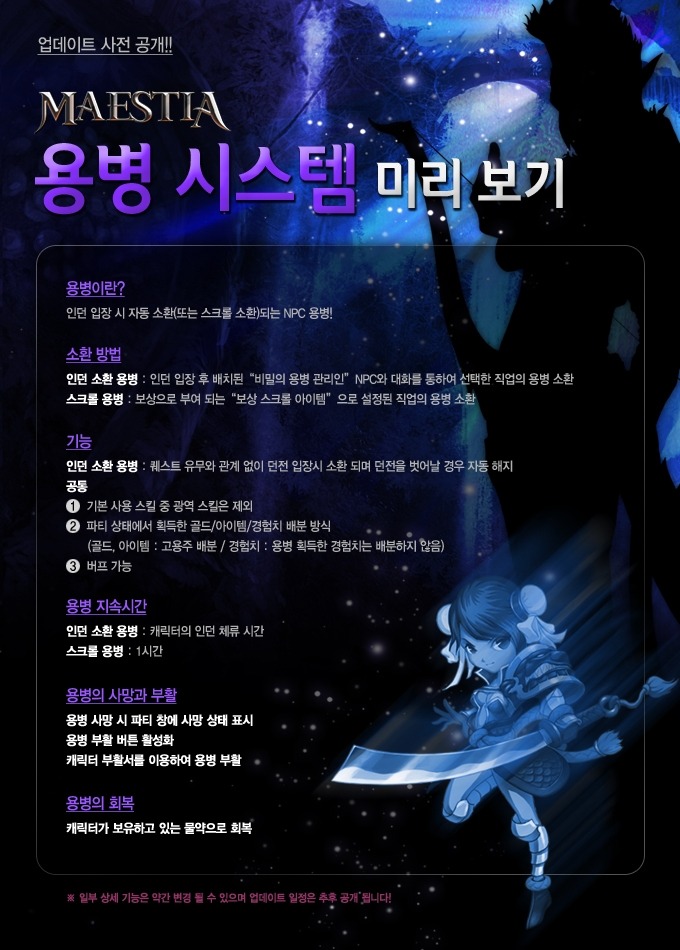 업데이트 사전 공개!!
MAESTIA
용병 시스템 미리 보기
용병이란?
인던 입장 시 자동 소환(또는 스크롤 소환)되는 NPC 용병!
소환 방법
인던 소환 용병 : 인던 입장 후 배치된 “비밀의 용병 관리인” NPC와 대화를 통하여 선택한 직업의 용병 소환
스크롤 용병 : 보상으로 부여 되는 “보상 스크롤 아이템” 으로 설정된 직업의 용병 소환
기능
인던 소환 용병 : 퀘스트 유무와 관계 없이 던전 입장시 소환 되며 던전을 벗어날 경우 자동 해지
공통
① 기본 사용 스킬 중 광역 스킬은 제외
② 파티 상태에서 획득한 골드/아이템/경험치 배분 방식
(골드, 아이템 : 고용주 배분 / 경험치 : 용병 획득한 경험치는 배분하지 않음)
③ 버프 가능
용병 지속시간
인던 소환 용병 : 캐릭터의 인던 체류 시간
스크롤 용병 : 1시간
용병의 사망과 부활
용병 사망 시 파티 창에 사망 상태 표시
용병 부활 버튼 활성화
캐릭터 부활서를 이용하여 용병 부활
용병의 회복
캐릭터가 보유하고 있는 물약으로 회복
※ 일부 상세 기능은 약간 변경 될 수 있으며 업데이트 일정은 추후 공개 됩니다!